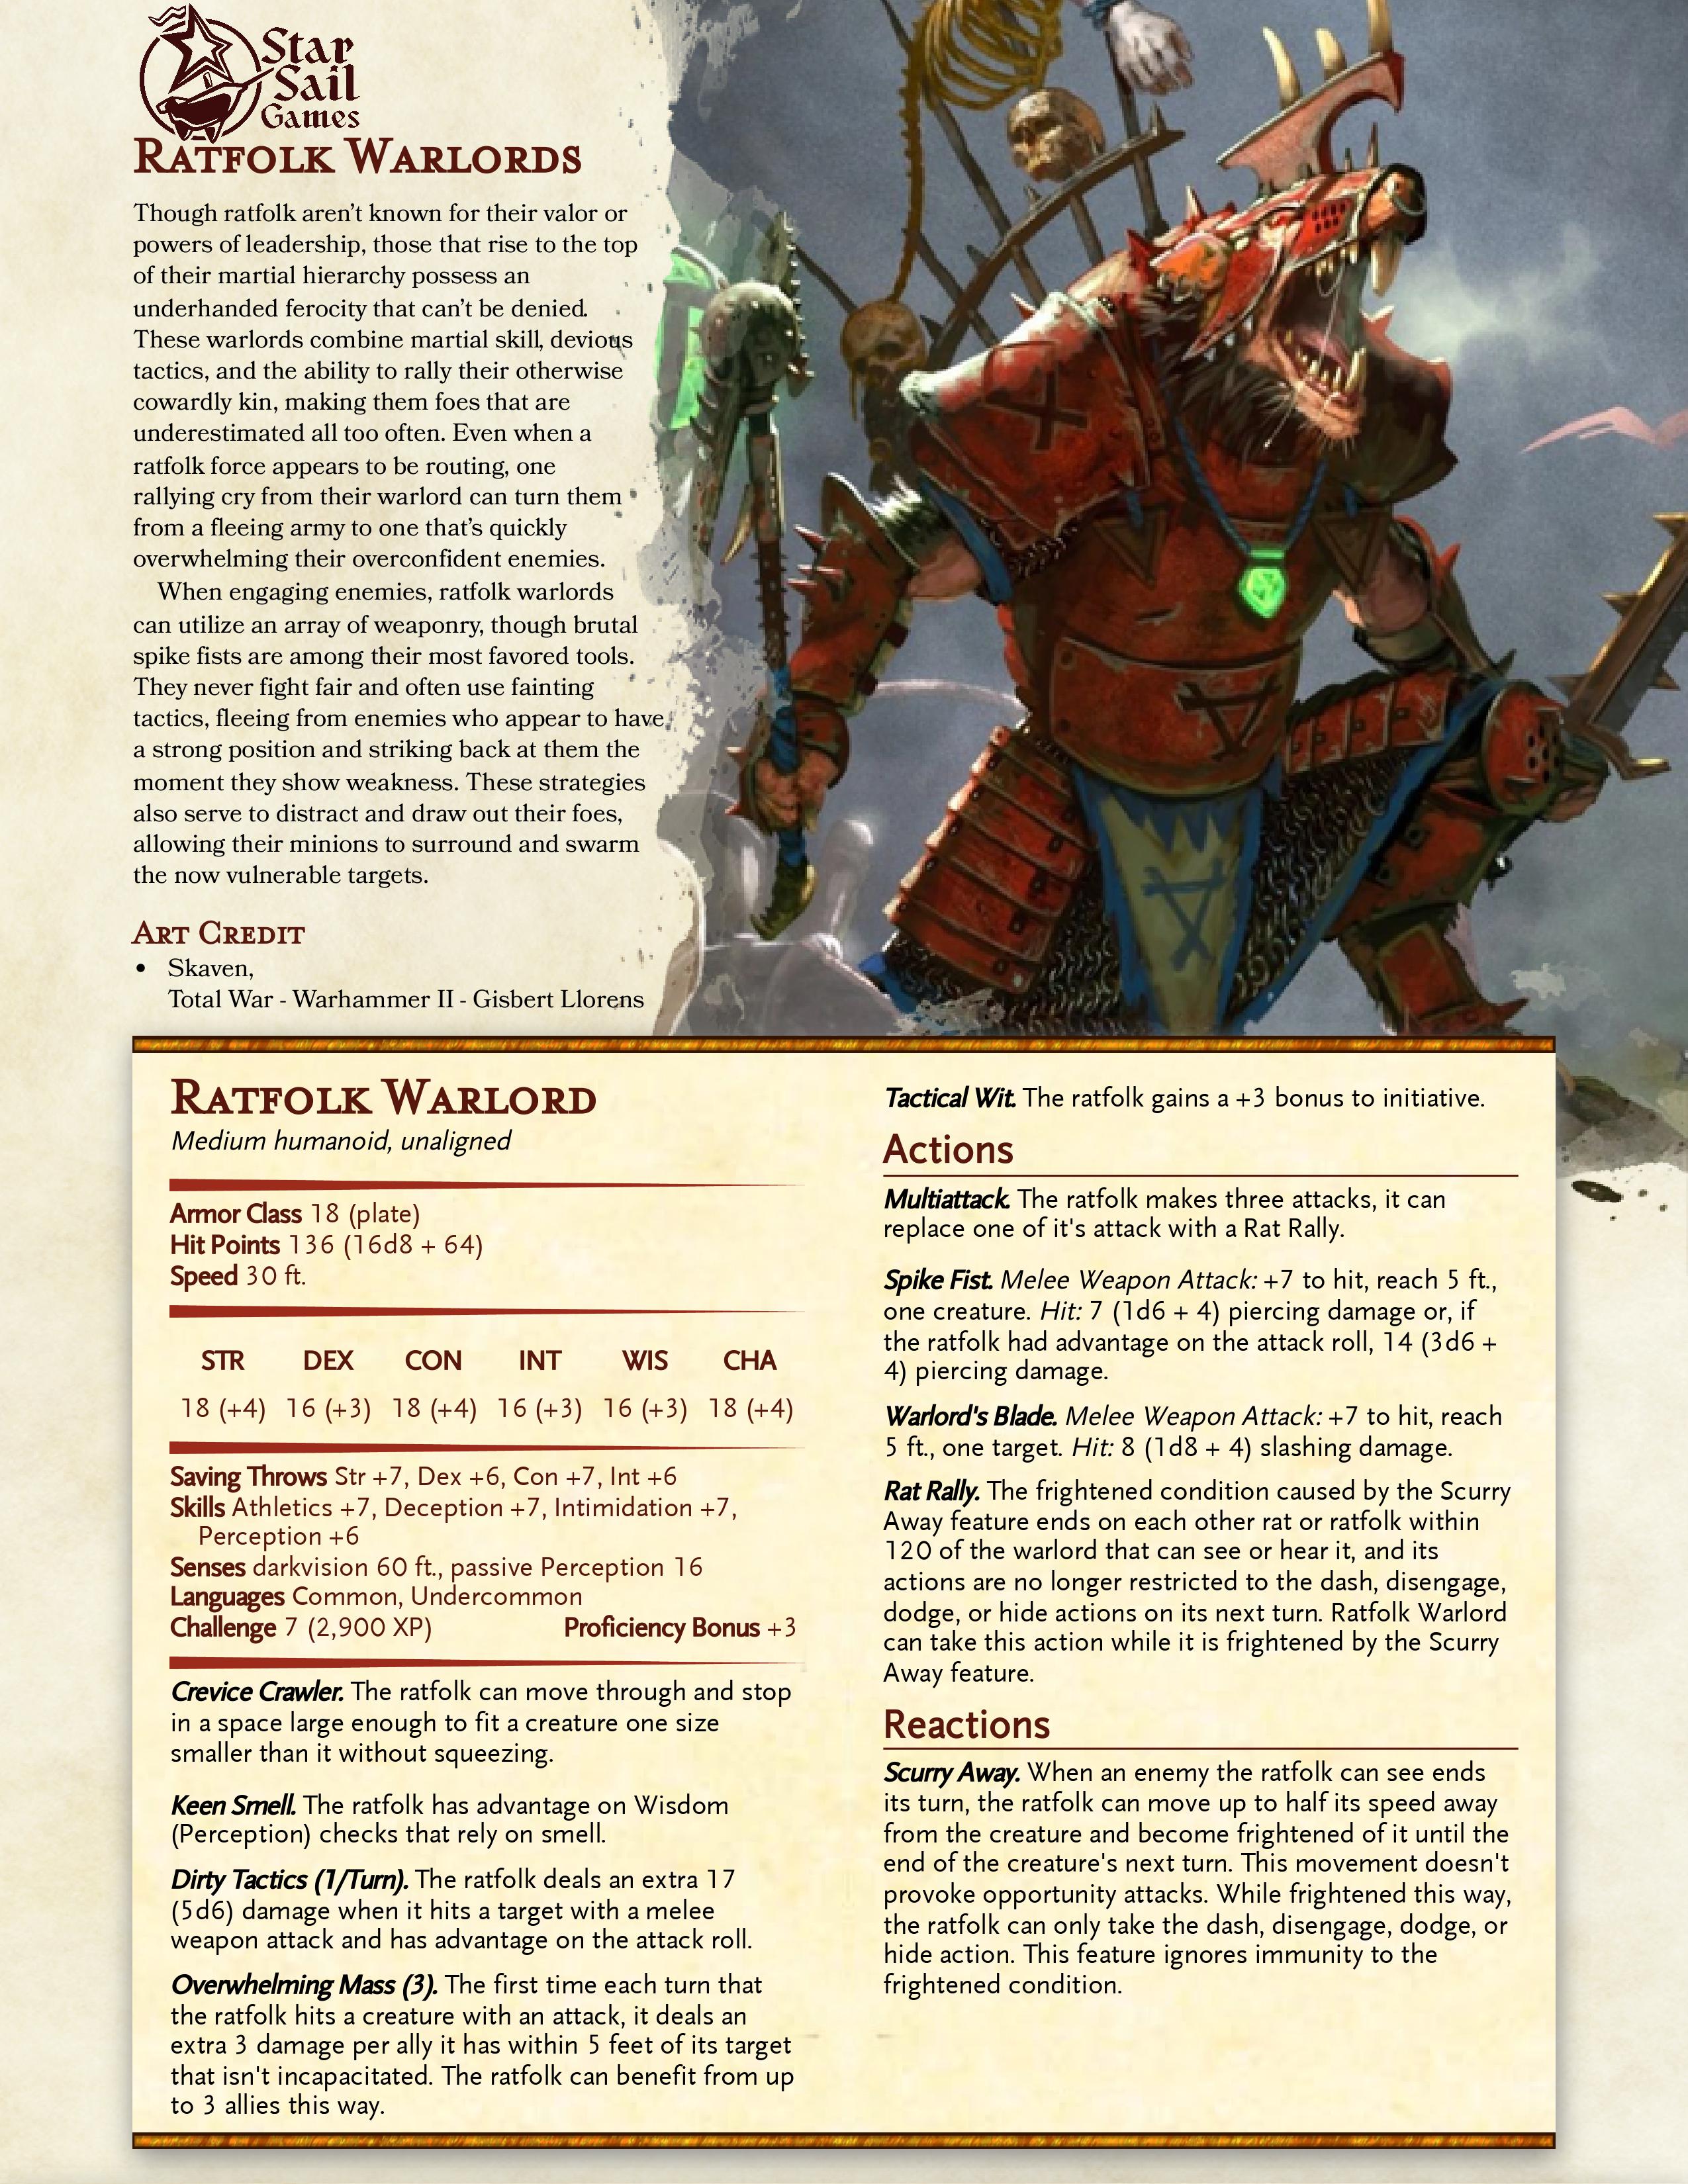 Star
Sail
Games
Ratfolk Warlords
Though ratfolk aren't known for their valor or
powers of leadership, those that rise to the top
of their martial hierarchy possess an
underhanded ferocity that can't be denied.
These warlords combine martial skill, devious
tactics, and the ability to rally their otherwise
cowardly kin, making them foes that are
underestimated all too often. Even when a
ratfolk force appears to be routing, one
rallying cry from their warlord can turn them
from a fleeing army to one that's quickly
overwhelming their overconfident enemies.
When engaging enemies, ratfolk warlords
can utilize an array of weaponry, though brutal
spike fists are among their most favored tools.
They never fight fair and often use fainting
tactics, fleeing from enemies who appear to have
a strong position and striking back at them the
moment they show weakness. These strategies
also serve to distract and draw out their foes,
allowing their minions to surround and swarm
the now vulnerable targets.
Art Credit
• Skaven,
Total War - Warhammer II - Gisbert Llorens
Ratfolk Warlord
Medium humanoid, unaligned
Armor Class 18 (plate)
Hit Points 136 (16d8 + 64)
Speed 30 ft.
STR DEX CON INT WIS CHA
18 (+4) 16 (+3) 18 (+4) 16 (+3) 16 (+3) 18 (+4)
Saving Throws Str +7, Dex +6, Con +7, Int +6
Skills Athletics +7, Deception +7, Intimidation +7,
Perception +6
Senses darkvision 60 ft., passive Perception 16
Languages Common, Undercommon
Challenge 7 (2,900 XP) Proficiency Bonus +3
Crevice Crawler. The ratfolk can move through and stop
in a space large enough to fit a creature one size
smaller than it without squeezing.
Keen Smell. The ratfolk has advantage on Wisdom
(Perception) checks that rely on smell.
Dirty Tactics (1/Turn). The ratfolk deals an extra 17
(5d6) damage when it hits a target with a melee
weapon attack and has advantage on the attack roll.
Overwhelming Mass (3). The first time each turn that
the ratfolk hits a creature with an attack, it deals an
extra 3 damage per ally it has within 5 feet of its target
that isn't incapacitated. The ratfolk can benefit from up
to 3 allies this way.
Tactical Wit. The ratfolk gains a +3 bonus to initiative.
Actions
Multiattack. The ratfolk makes three attacks, it can
replace one of it's attack with a Rat Rally.
Spike Fist. Melee Weapon Attack: +7 to hit, reach 5 ft.,
one creature. Hit: 7 (1d6 + 4) piercing damage or, if
the ratfolk had advantage on the attack roll, 14 (3d6 +
4) piercing damage.
Warlord's Blade. Melee Weapon Attack: +7 to hit, reach
5 ft., one target. Hit: 8 (1d8 + 4) slashing damage.
Rat Rally. The frightened condition caused by the Scurry
Away feature ends on each other rat or ratfolk within
120 of the warlord that can see or hear it, and its
actions are no longer restricted to the dash, disengage,
dodge, or hide actions on its next turn. Ratfolk Warlord
can take this action while it is frightened by the Scurry
Away feature.
Reactions
Scurry Away. When an enemy the ratfolk can see ends
its turn, the ratfolk can move up to half its speed away
from the creature and become frightened of it until the
end of the creature's next turn. This movement doesn't
provoke opportunity attacks. While frightened this way,
the ratfolk can only take the dash, disengage, dodge, or
hide action. This feature ignores immunity to the
frightened condition.